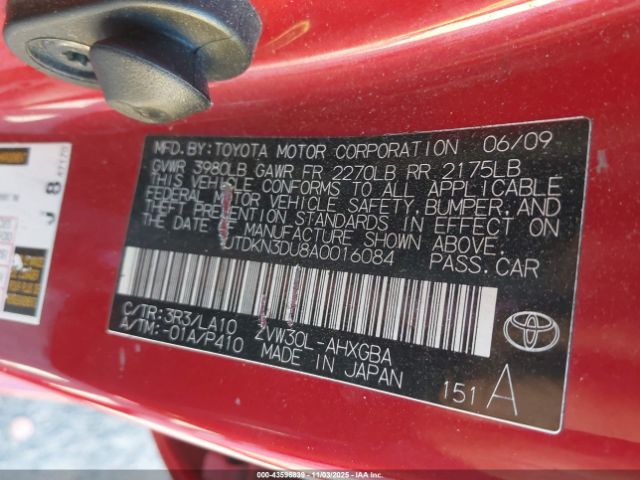 MFD. BY: TOYOTA MOTOR CORPORATION 06/09
GVWR 3980LB GAWR FR 2270LB RR 2175LB
THIS VEHICLE CONFORMS TO ALL APPLICABLE
FEDERAL MOTOR VEHICLE SAFETY, BUMPER, AND
THEFT PREVENTION STANDARDS IN EFFECT ON
THE DATE OF MANUFACTURE SHOWN ABOVE.
JTDKN3DU8A0016084 PASS. CAR
C/TR: 3R3/LA10 ZVW30L-AHXGBA
A/TM: -01A/P410 MADE IN JAPAN
151 A
TOYOTA
J 8
000-43595839 - 11/03/2025 - IAA